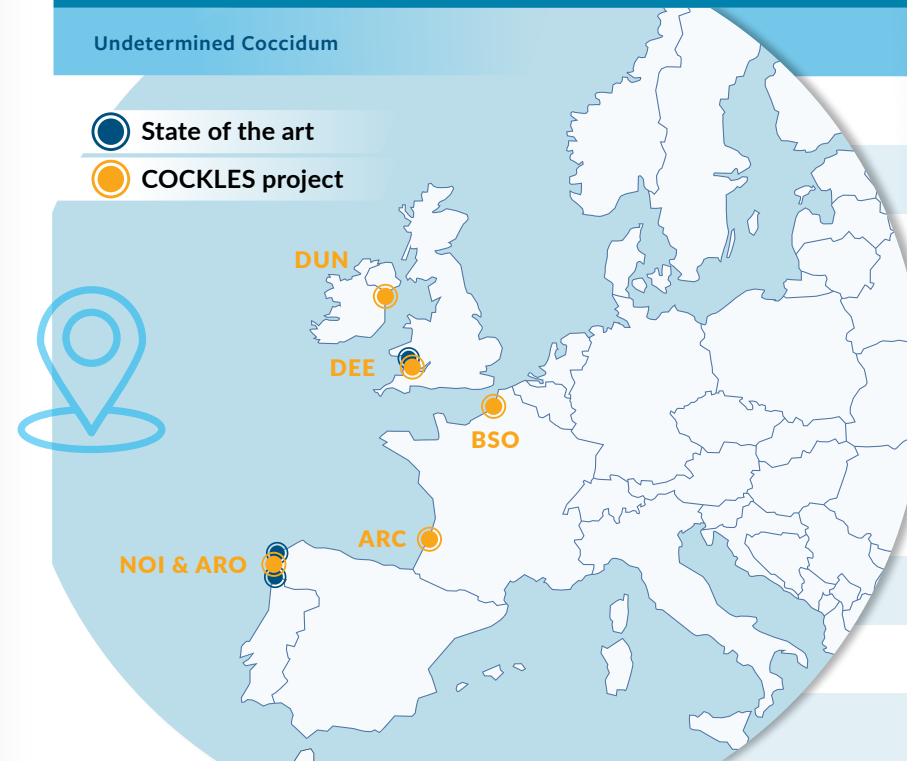 Undetermined Coccidum
State of the art
COCKLES project
DUN
DEE
BSO
ARC
NOI & ARO